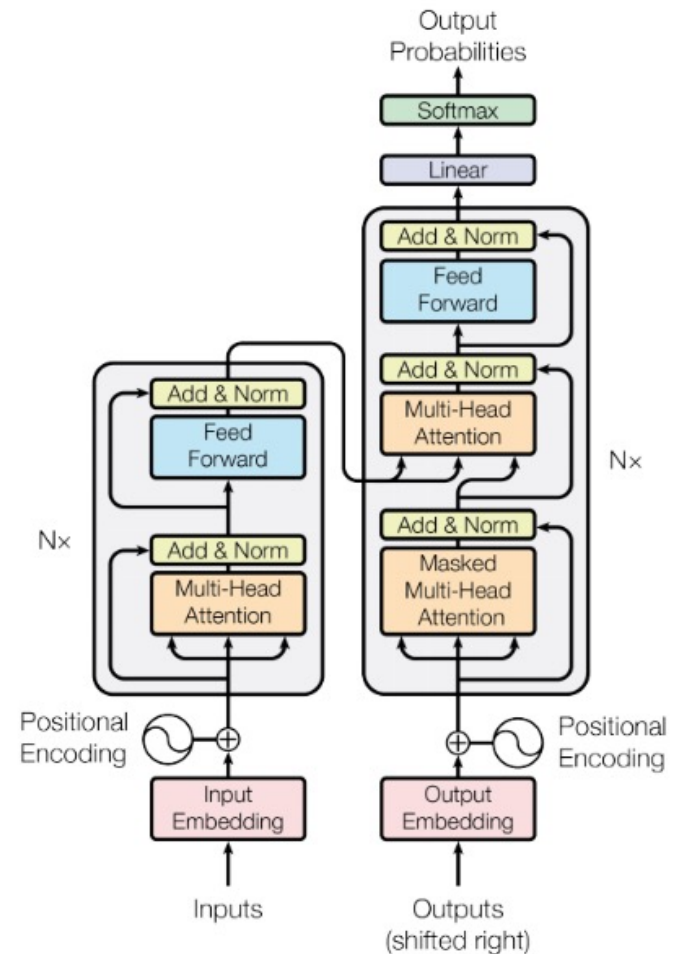 Output
Probabilities
Softmax
Linear
Add & Norm
Feed
Forward
Add & Norm
Multi-Head
Attention
Add & Norm
Masked
Multi-Head
Attention
Nx
Add & Norm
Feed
Forward
Add & Norm
Multi-Head
Attention
Nx
Positional
Encoding
Positional
Encoding
Input
Embedding
Output
Embedding
Inputs
Outputs
(shifted right)